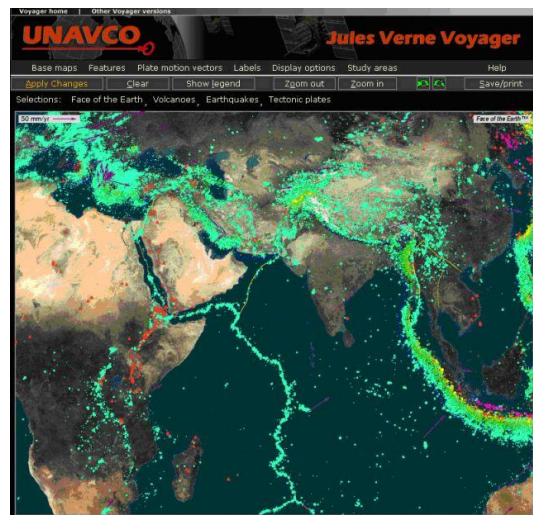 Voyager home | Other Voyager versions
UNAVCO Jules Verne Voyager
Base maps Features Plate motion vectors Labels Display options Study areas Help
Apply Changes Clear Show legend Zoom out Zoom in Save/print
Selections: Face of the Earth, Volcanoes, Earthquakes, Tectonic plates
50 mm/yr Face of the Earth™